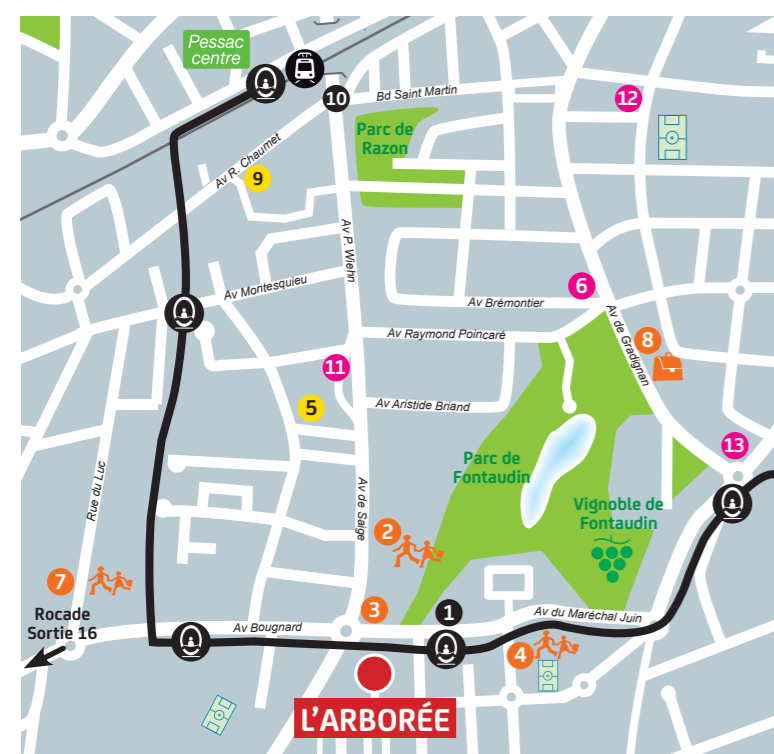 Pessac
centre
10
Bd Saint Martin
12
Parc de
Razon
Av R. Chaumet
9
Av P. Wiehn
Av Montesquieu
6
Av Brémontier
Av Raymond Poincaré
Av de Gradignan
8
11
5
Av Aristide Briand
13
Parc de
Fontaudin
Rue du Luc
Av de Saige
Vignoble de
Fontaudin
2
7
Rocade
Sortie 16
3
1
Av Bougnard
Av du Maréchal Juin
4
L'ARBORÉE